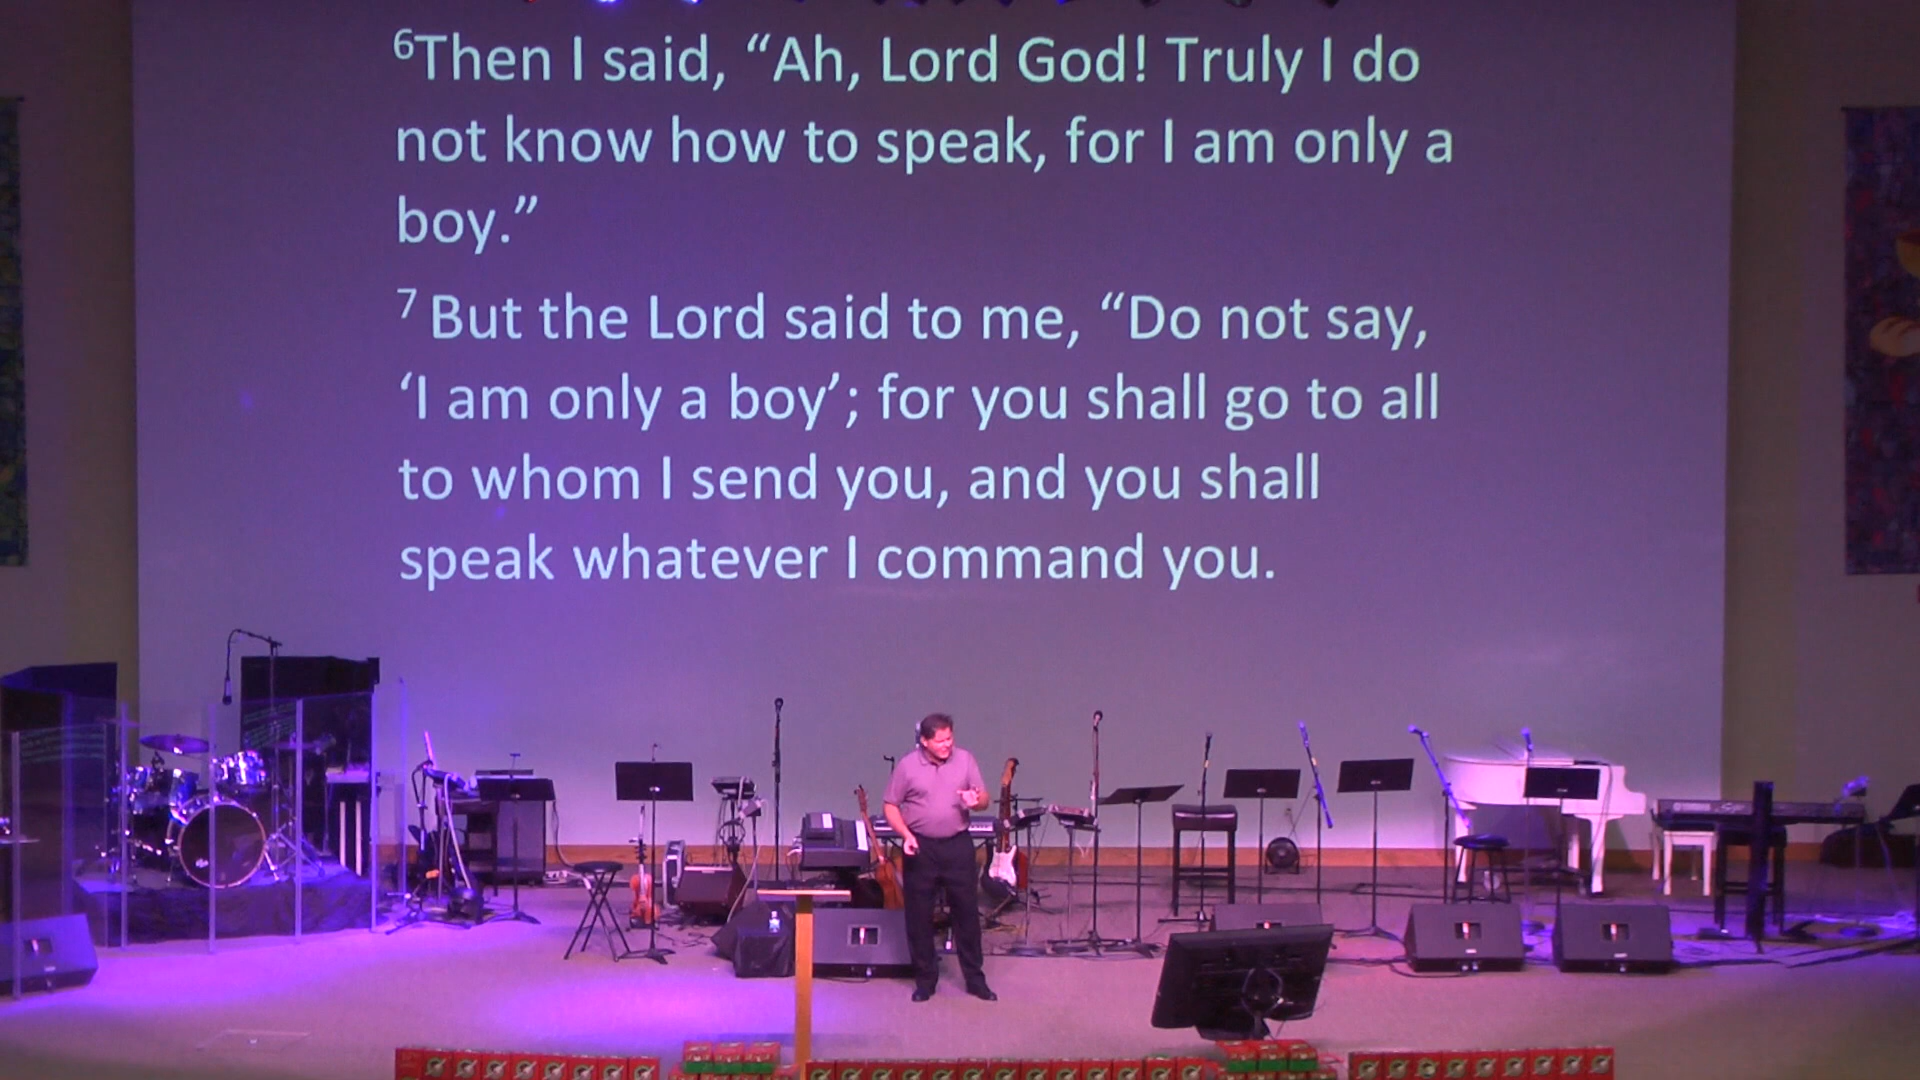 ⁶Then I said, “Ah, Lord God! Truly I do
not know how to speak, for I am only a
boy.”
⁷ But the Lord said to me, “Do not say,
‘I am only a boy’; for you shall go to all
to whom I send you, and you shall
speak whatever I command you.